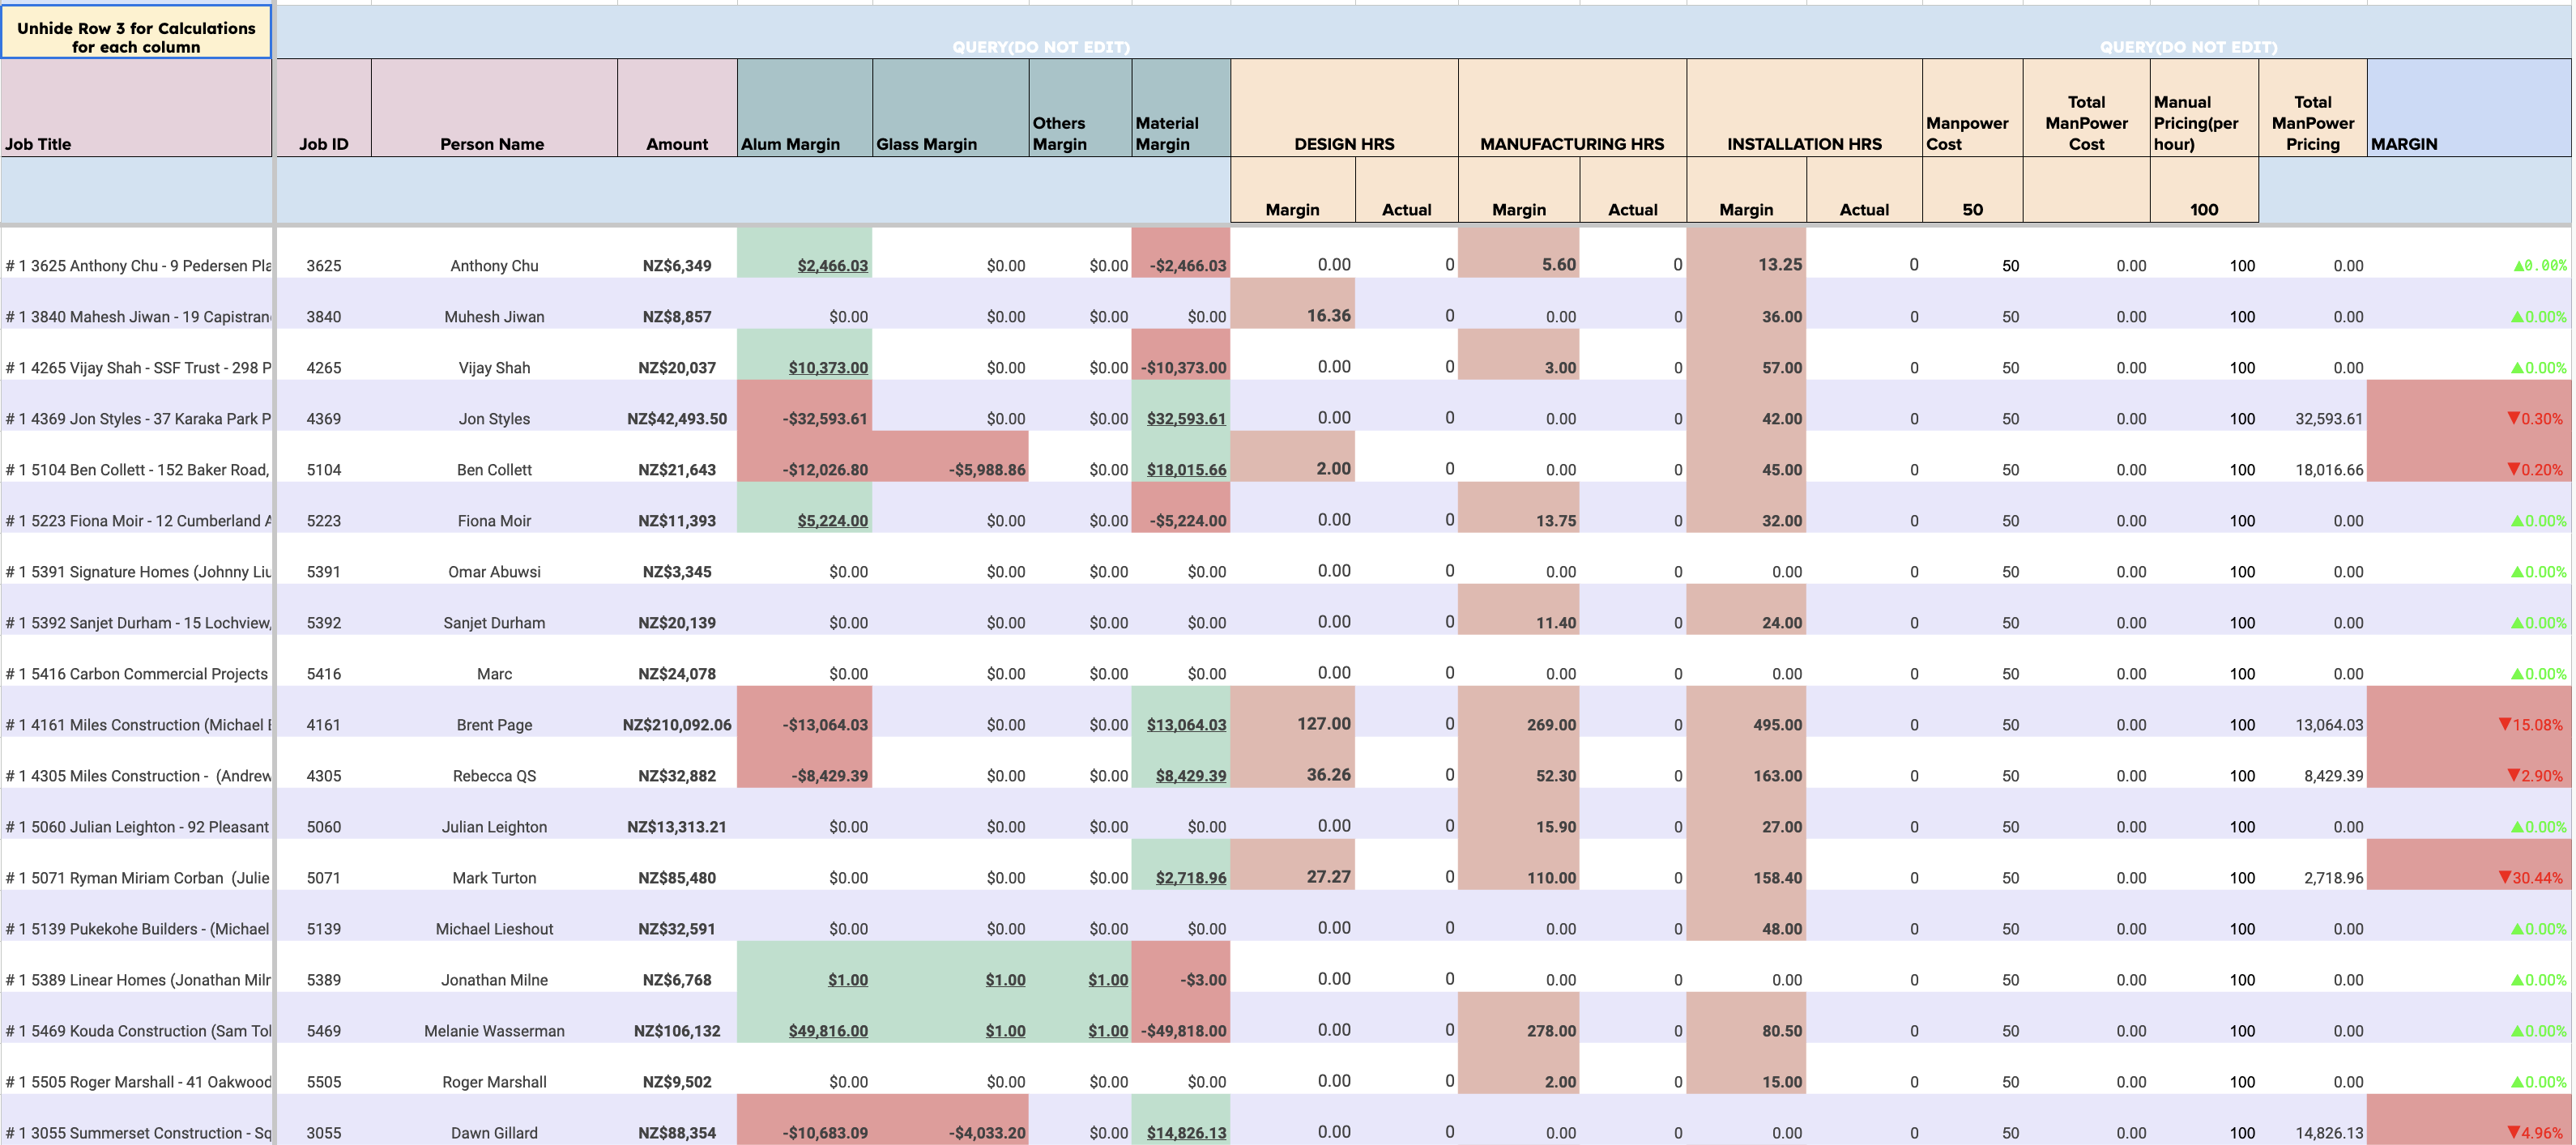 Unhide Row 3 for Calculations
for each column
QUERY(DO NOT EDIT) QUERY(DO NOT EDIT)
Job Title Job ID Person Name Amount Alum Margin Glass Margin Others Margin Material Margin DESIGN HRS MANUFACTURING HRS INSTALLATION HRS Manpower Cost Total ManPower Cost Manual Pricing(per hour) Total ManPower Pricing MARGIN
Margin Actual Margin Actual Margin Actual 50 100
# 1 3625 Anthony Chu - 9 Pedersen Pla 3625 Anthony Chu NZ$6,349 $2,466.03 $0.00 $0.00 -$2,466.03 0.00 0 5.60 0 13.25 0 50 0.00 100 0.00 ▲0.00%
# 1 3840 Mahesh Jiwan - 19 Capistran 3840 Muhesh Jiwan NZ$8,857 $0.00 $0.00 $0.00 $0.00 16.36 0 0.00 0 36.00 0 50 0.00 100 0.00 ▲0.00%
# 1 4265 Vijay Shah - SSF Trust - 298 P 4265 Vijay Shah NZ$20,037 $10,373.00 $0.00 $0.00 -$10,373.00 0.00 0 3.00 0 57.00 0 50 0.00 100 0.00 ▲0.00%
# 1 4369 Jon Styles - 37 Karaka Park P 4369 Jon Styles NZ$42,493.50 -$32,593.61 $0.00 $0.00 $32,593.61 0.00 0 0.00 0 42.00 0 50 0.00 100 32,593.61 ▼0.30%
# 1 5104 Ben Collett - 152 Baker Road, 5104 Ben Collett NZ$21,643 -$12,026.80 -$5,988.86 $0.00 $18,015.66 2.00 0 0.00 0 45.00 0 50 0.00 100 18,016.66 ▼0.20%
# 1 5223 Fiona Moir - 12 Cumberland A 5223 Fiona Moir NZ$11,393 $5,224.00 $0.00 $0.00 -$5,224.00 0.00 0 13.75 0 32.00 0 50 0.00 100 0.00 ▲0.00%
# 1 5391 Signature Homes (Johnny Liu 5391 Omar Abuwsi NZ$3,345 $0.00 $0.00 $0.00 $0.00 0.00 0 0.00 0 0.00 0 50 0.00 100 0.00 ▲0.00%
# 1 5392 Sanjet Durham - 15 Lochview, 5392 Sanjet Durham NZ$20,139 $0.00 $0.00 $0.00 $0.00 0.00 0 11.40 0 24.00 0 50 0.00 100 0.00 ▲0.00%
# 1 5416 Carbon Commercial Projects 5416 Marc NZ$24,078 $0.00 $0.00 $0.00 $0.00 0.00 0 0.00 0 0.00 0 50 0.00 100 0.00 ▲0.00%
# 1 4161 Miles Construction (Michael E 4161 Brent Page NZ$210,092.06 -$13,064.03 $0.00 $0.00 $13,064.03 127.00 0 269.00 0 495.00 0 50 0.00 100 13,064.03 ▼15.08%
# 1 4305 Miles Construction - (Andrew 4305 Rebecca QS NZ$32,882 -$8,429.39 $0.00 $0.00 $8,429.39 36.26 0 52.30 0 163.00 0 50 0.00 100 8,429.39 ▼2.90%
# 1 5060 Julian Leighton - 92 Pleasant 5060 Julian Leighton NZ$13,313.21 $0.00 $0.00 $0.00 $0.00 0.00 0 15.90 0 27.00 0 50 0.00 100 0.00 ▲0.00%
# 1 5071 Ryman Miriam Corban (Julie 5071 Mark Turton NZ$85,480 $0.00 $0.00 $0.00 $2,718.96 27.27 0 110.00 0 158.40 0 50 0.00 100 2,718.96 ▼30.44%
# 1 5139 Pukekohe Builders - (Michael 5139 Michael Lieshout NZ$32,591 $0.00 $0.00 $0.00 $0.00 0.00 0 0.00 0 48.00 0 50 0.00 100 0.00 ▲0.00%
# 1 5389 Linear Homes (Jonathan Milr 5389 Jonathan Milne NZ$6,768 $1.00 $1.00 $1.00 -$3.00 0.00 0 0.00 0 0.00 0 50 0.00 100 0.00 ▲0.00%
# 1 5469 Kouda Construction (Sam Tol 5469 Melanie Wasserman NZ$106,132 $49,816.00 $1.00 $1.00 -$49,818.00 0.00 0 278.00 0 80.50 0 50 0.00 100 0.00 ▲0.00%
# 1 5505 Roger Marshall - 41 Oakwood 5505 Roger Marshall NZ$9,502 $0.00 $0.00 $0.00 $0.00 0.00 0 2.00 0 15.00 0 50 0.00 100 0.00 ▲0.00%
# 1 3055 Summerset Construction - Sq 3055 Dawn Gillard NZ$88,354 -$10,683.09 -$4,033.20 $0.00 $14,826.13 0.00 0 0.00 0 0.00 0 50 0.00 100 14,826.13 ▼4.96%